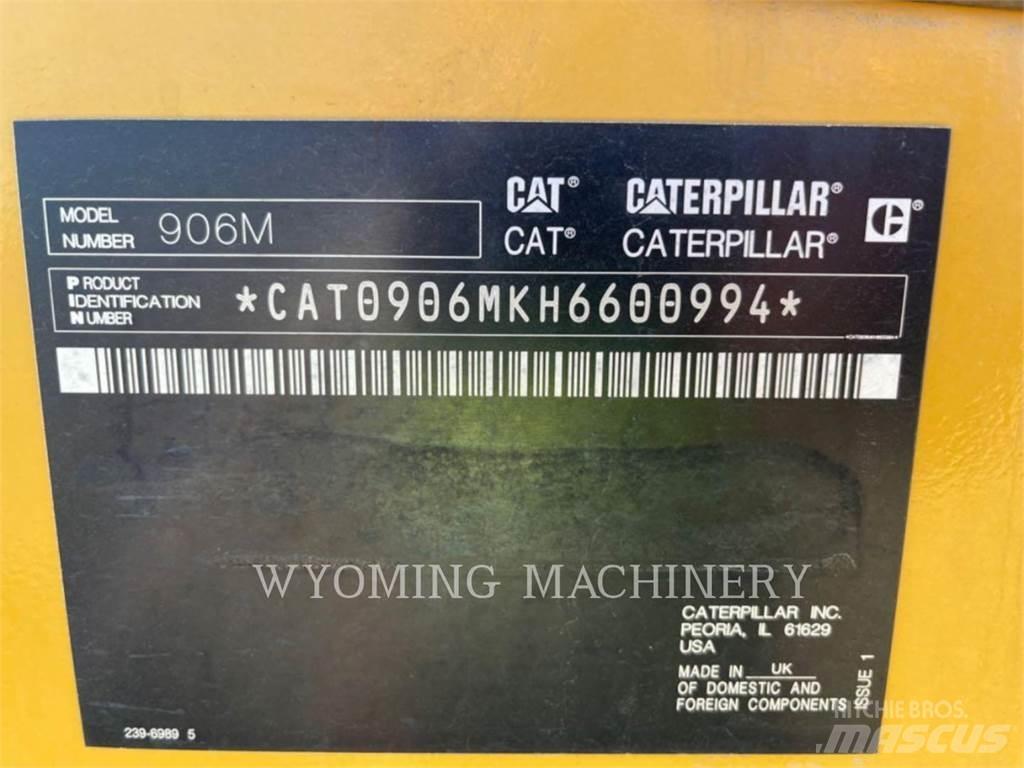 CAT® CATERPILLAR®
CAT® CATERPILLAR®
C®
MODEL
NUMBER 906M
PRODUCT
IDENTIFICATION
NUMBER
*CAT0906MKH6600994*
WYOMING MACHINERY
CATERPILLAR INC.
PEORIA, IL 61629
USA
MADE IN UK
OF DOMESTIC AND
FOREIGN COMPONENTS
ISSUE 1
239-6989 5
RITCHIE BROS.
MASCUS